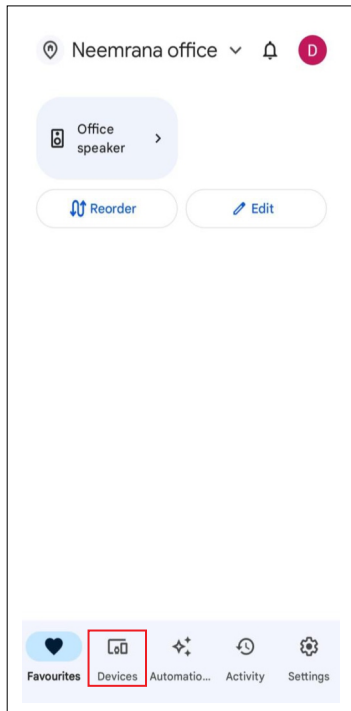 Neemrana office
D
Office
speaker
Reorder
Edit
Favourites
Devices
Automatio...
Activity
Settings